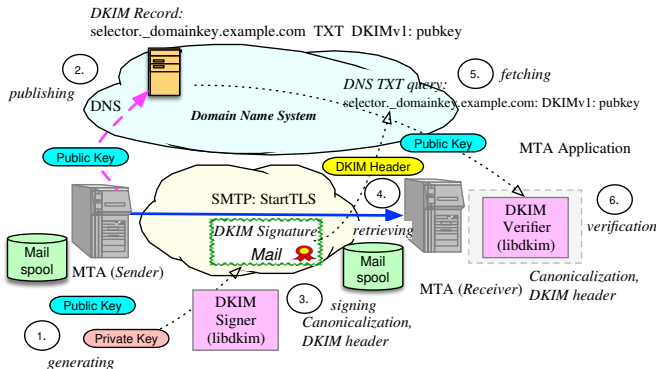 DKIM Record:
selector._domainkey.example.com TXT DKIMv1: pubkey
2.
publishing
DNS
5.
fetching
DNS TXT query:
selector._domainkey.example.com: DKIMv1: pubkey
Domain Name System
Public Key
Public Key
MTA Application
DKIM Header
SMTP: StartTLS
4.
retrieving
DKIM Signature
Mail
DKIM
Verifier
(libdkim)
6.
verification
Mail
spool
MTA (Sender)
Mail
spool
MTA (Receiver)
Canonicalization,
DKIM header
Public Key
1.
Private Key
generating
DKIM
Signer
(libdkim)
3.
signing
Canonicalization,
DKIM header